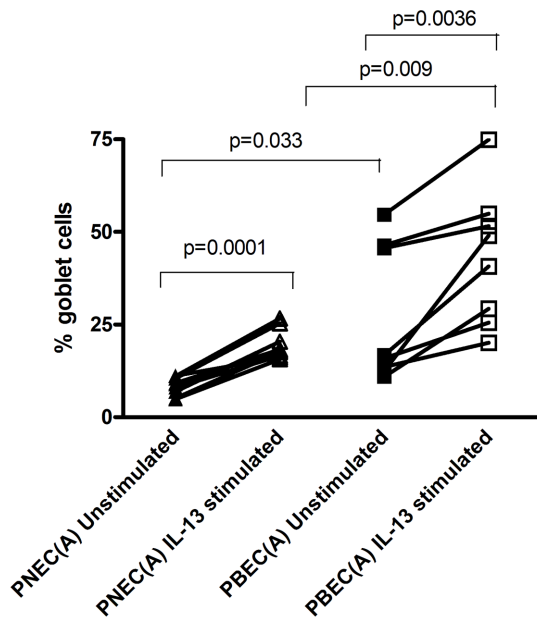 p=0.0036
p=0.009
p=0.033
p=0.0001
% goblet cells
75
50
25
0
PNEC(A) Unstimulated
PNEC(A) IL-13 stimulated
PBEC(A) Unstimulated
PBEC(A) IL-13 stimulated